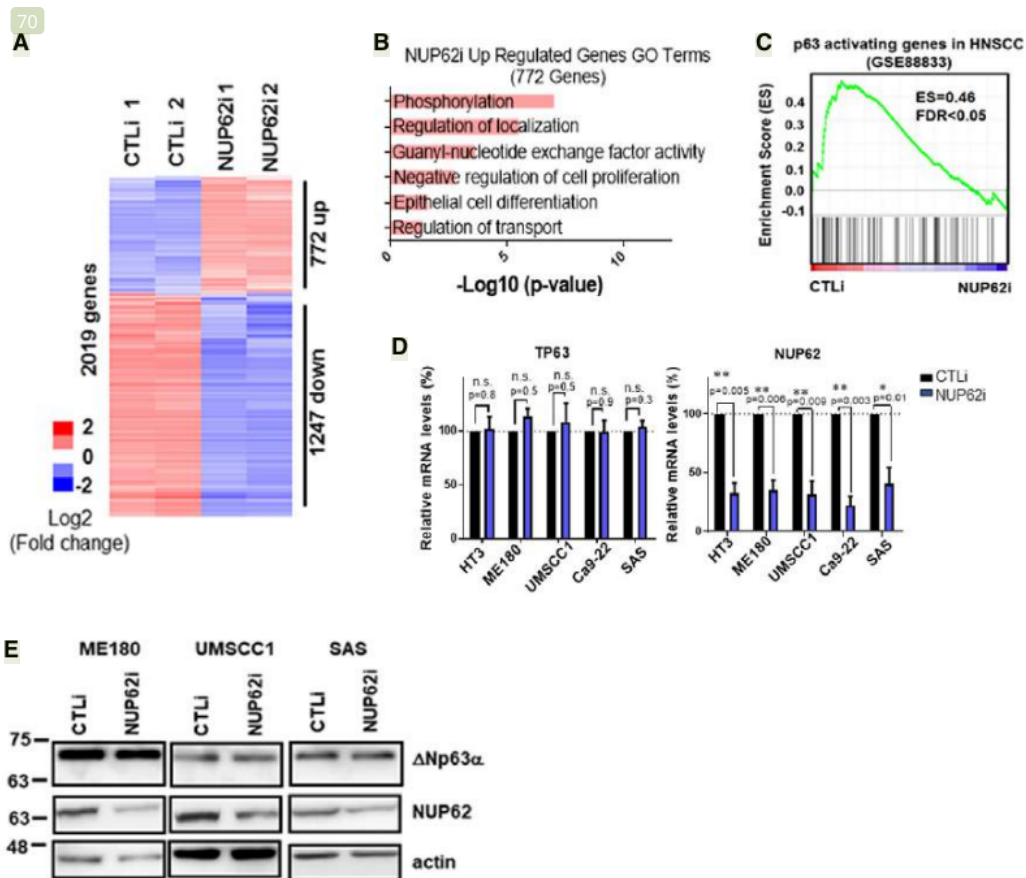 70
A
CTLi 1
CTLi 2
NUP62i 1
NUP62i 2
2019 genes
772 up
1247 down
2
0
-2
Log2
(Fold change)
B
NUP62i Up Regulated Genes GO Terms
(772 Genes)
Phosphorylation
Regulation of localization
Guanyl-nucleotide exchange factor activity
Negative regulation of cell proliferation
Epithelial cell differentiation
Regulation of transport
0
5
10
-Log10 (p-value)
C
p63 activating genes in HNSCC
(GSE88833)
Enrichment Score (ES)
0.4
0.3
0.2
0.1
0.0
-0.1
ES=0.46
FDR<0.05
CTLi
NUP62i
D
TP63
Relative mRNA levels (%)
100
50
0
n.s.
p=0.8
n.s.
p=0.5
n.s.
p=0.5
n.s.
p=0.9
n.s.
p=0.3
HT3
ME180
UMSCC1
Ca9-22
SAS
NUP62
Relative mRNA levels (%)
100
50
0
**
p=0.005
**
p=0.006
**
p=0.009
**
p=0.003
*
p=0.01
HT3
ME180
UMSCC1
Ca9-22
SAS
CTLi
NUP62i
E
ME180
UMSCC1
SAS
CTLi
NUP62i
CTLi
NUP62i
CTLi
NUP62i
75
63
ΔNp63α
63
NUP62
48
actin